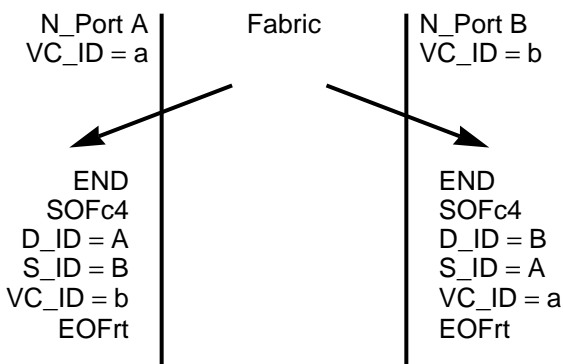 N_Port A
VC_ID = a
Fabric
N_Port B
VC_ID = b
END
SOFc4
D_ID = A
S_ID = B
VC_ID = b
EOFrt
END
SOFc4
D_ID = B
S_ID = A
VC_ID = a
EOFrt